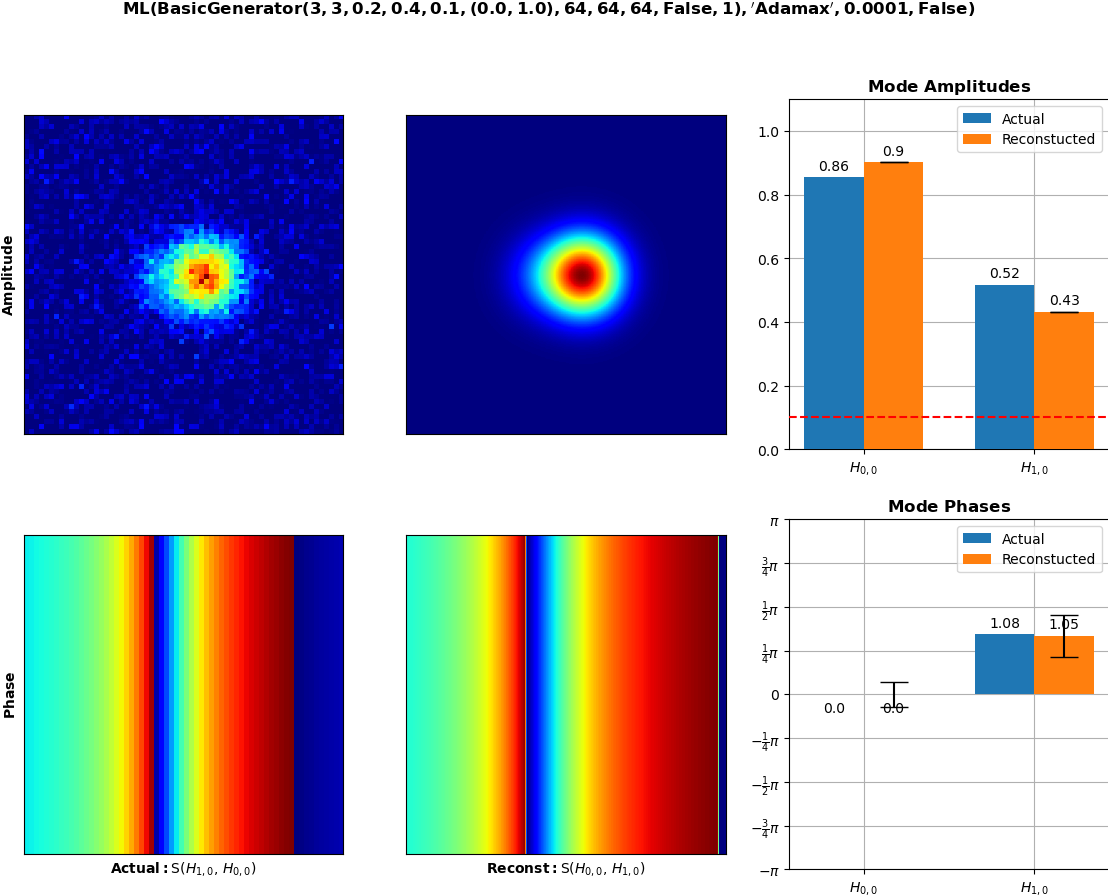 ML(BasicGenerator(3, 3, 0.2, 0.4, 0.1, (0.0, 1.0), 64, 64, 64, False, 1), 'Adamax', 0.0001, False)
Amplitude
Mode Amplitudes
Actual
Reconstucted
1.0
0.8
0.6
0.4
0.2
0.0
0.86
0.9
0.52
0.43
H0,0
H1,0
Phase
Actual: S(H1,0, H0,0)
Reconst: S(H0,0, H1,0)
Mode Phases
Actual
Reconstucted
π
3/4π
1/2π
1/4π
0
−1/4π
−1/2π
−3/4π
−π
0.0
0.0
1.08
1.05
H0,0
H1,0